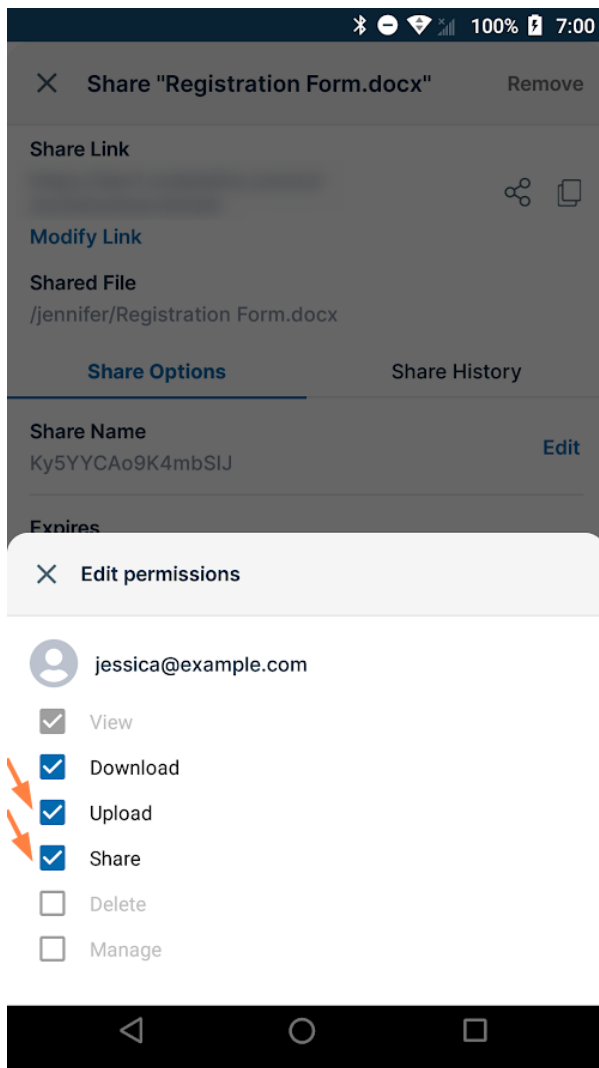 100% 7:00
Share "Registration Form.docx" Remove
Share Link
Modify Link
Shared File
/jennifer/Registration Form.docx
Share Options Share History
Share Name
Ky5YYCAo9K4mbSIJ Edit
Expires
Edit permissions
jessica@example.com
View
Download
Upload
Share
Delete
Manage